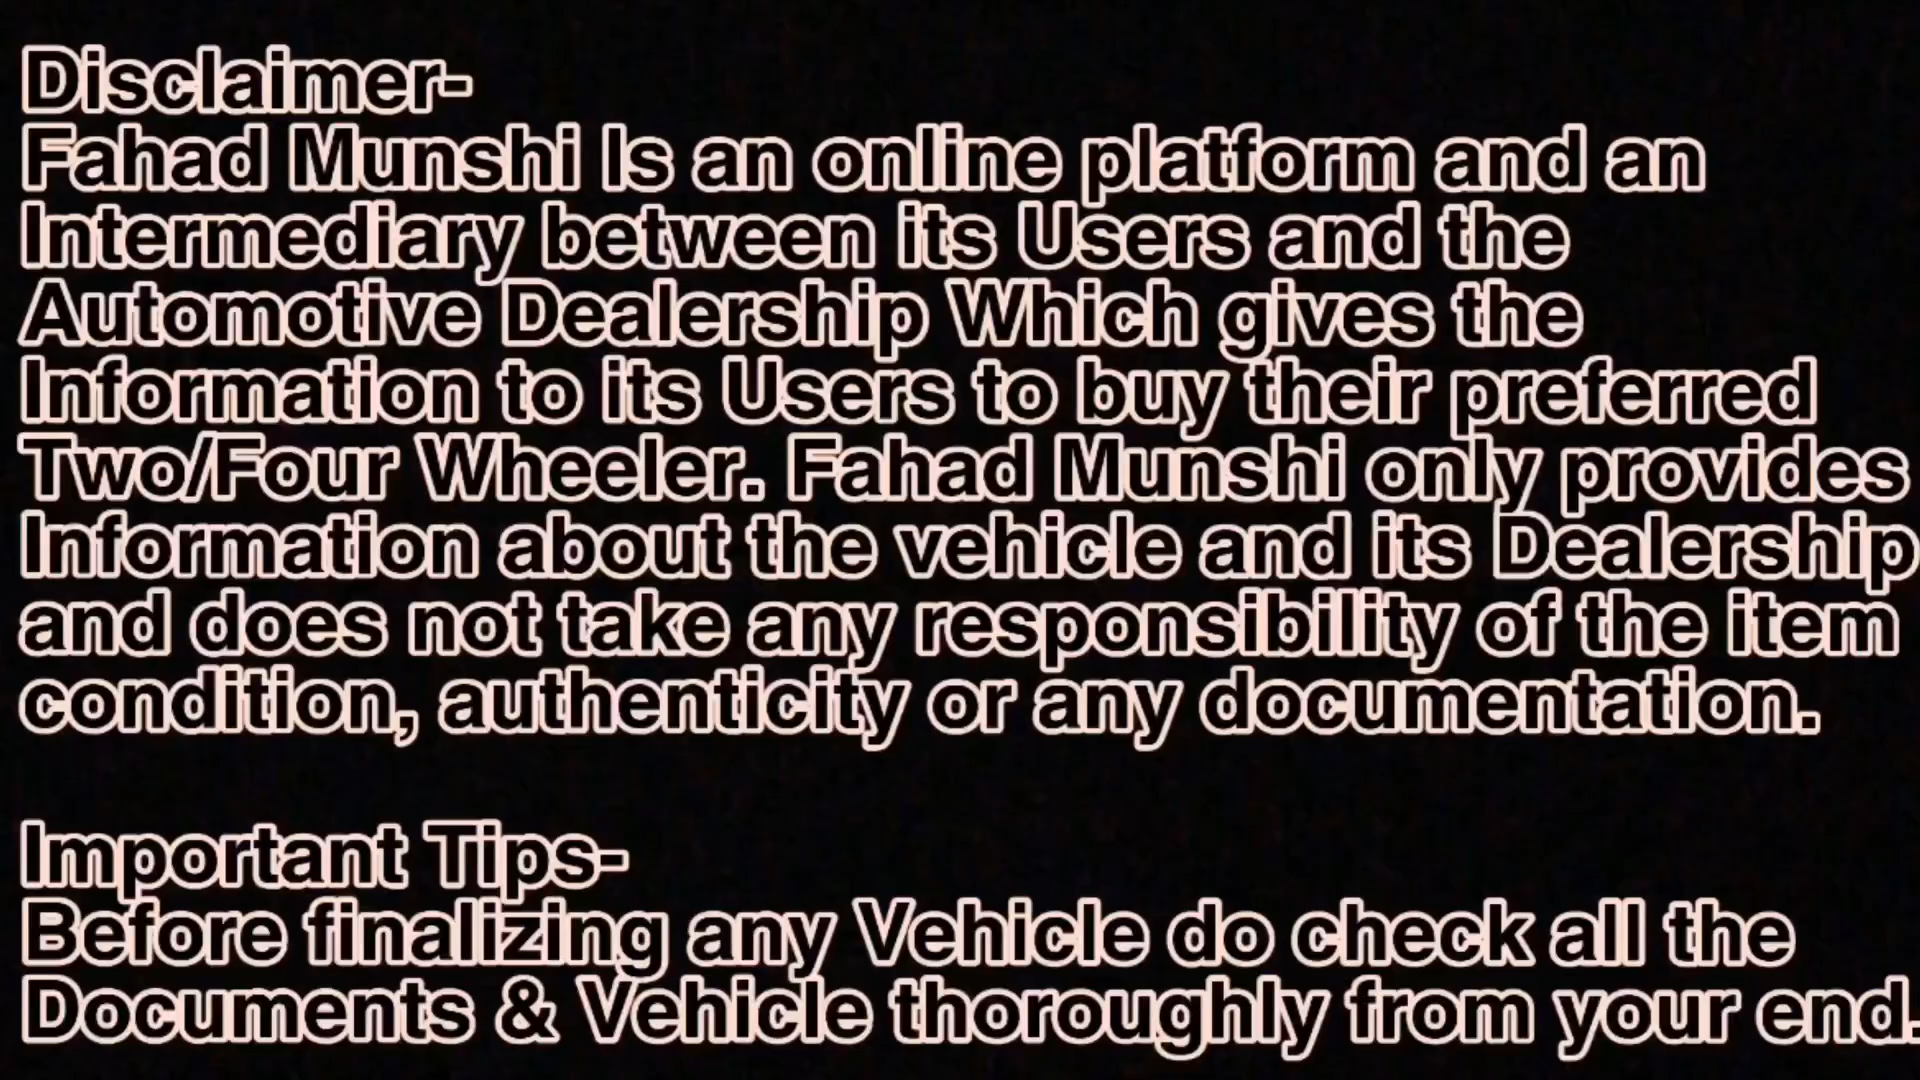 Disclaimer-
Fahad Munshi Is an online platform and an
Intermediary between its Users and the
Automotive Dealership Which gives the
Information to its Users to buy their preferred
Two/Four Wheeler. Fahad Munshi only provides
Information about the vehicle and its Dealership
and does not take any responsibility of the item
condition, authenticity or any documentation.
Important Tips-
Before finalizing any Vehicle do check all the
Documents & Vehicle thoroughly from your end.